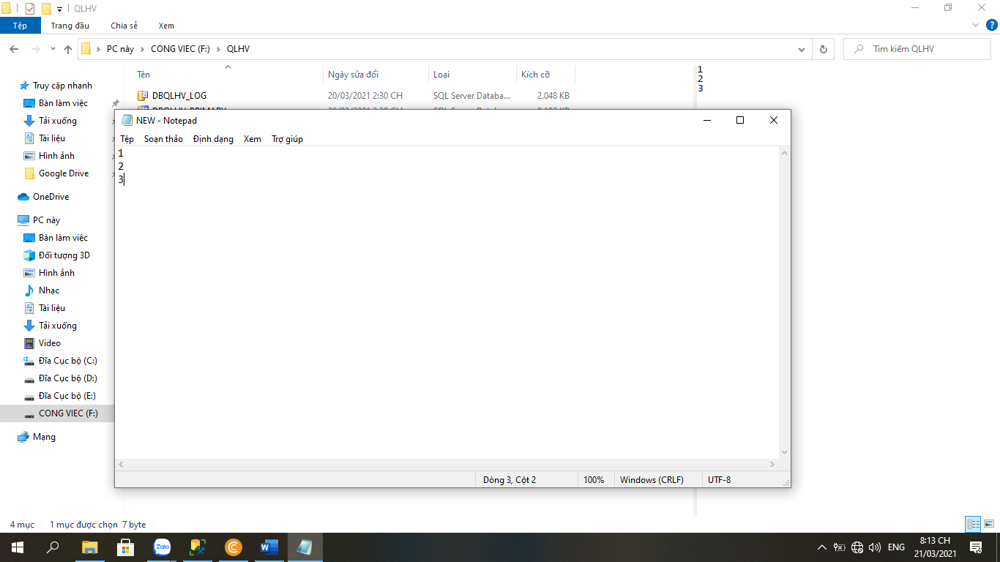 QLHV
Tệp Trang đầu Chia sẻ Xem
PC này CONG VIEC (F:) QLHV
Tìm kiếm QLHV
Tên Ngày sửa đổi Loại Kích cỡ
DBQLHV_LOG 20/03/2021 2:30 CH SQL Server Databa... 2.048 KB
1
2
3
Truy cập nhanh
Bàn làm việc
Tải xuống
Tài liệu
Hình ảnh
Google Drive
OneDrive
PC này
Bàn làm việc
Đối tượng 3D
Hình ảnh
Nhạc
Tài liệu
Tải xuống
Video
Đĩa Cục bộ (C:)
Đĩa Cục bộ (D:)
Đĩa Cục bộ (E:)
CONG VIEC (F:)
Mạng
NEW - Notepad
Tệp Soạn thảo Định dạng Xem Trợ giúp
1
2
3
Dòng 3, Cột 2 100% Windows (CRLF) UTF-8
4 mục 1 mục được chọn 7 byte
Zalo
ENG
8:13 CH
21/03/2021